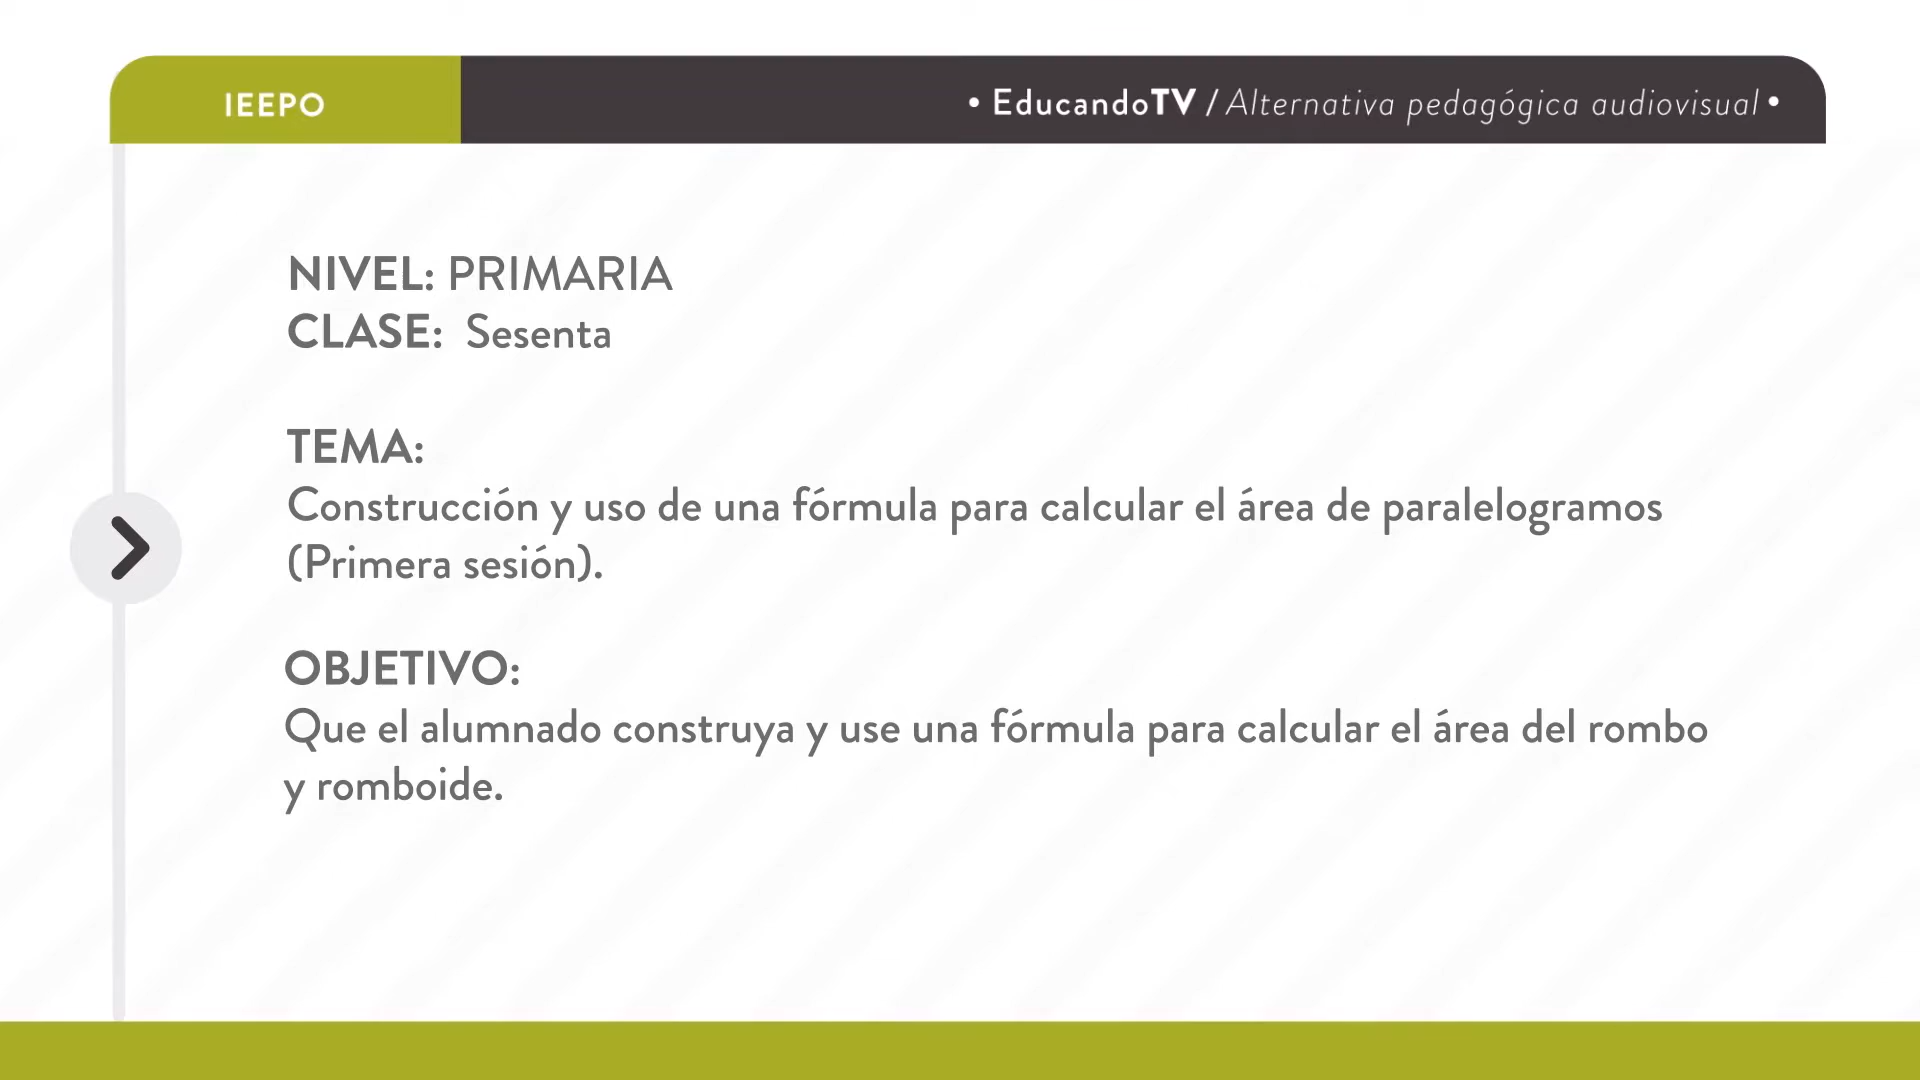 IEEPO
• EducandoTV / Alternativa pedagógica audiovisual •
NIVEL: PRIMARIA
CLASE: Sesenta
TEMA:
Construcción y uso de una fórmula para calcular el área de paralelogramos
(Primera sesión).
OBJETIVO:
Que el alumnado construya y use una fórmula para calcular el área del rombo
y romboide.